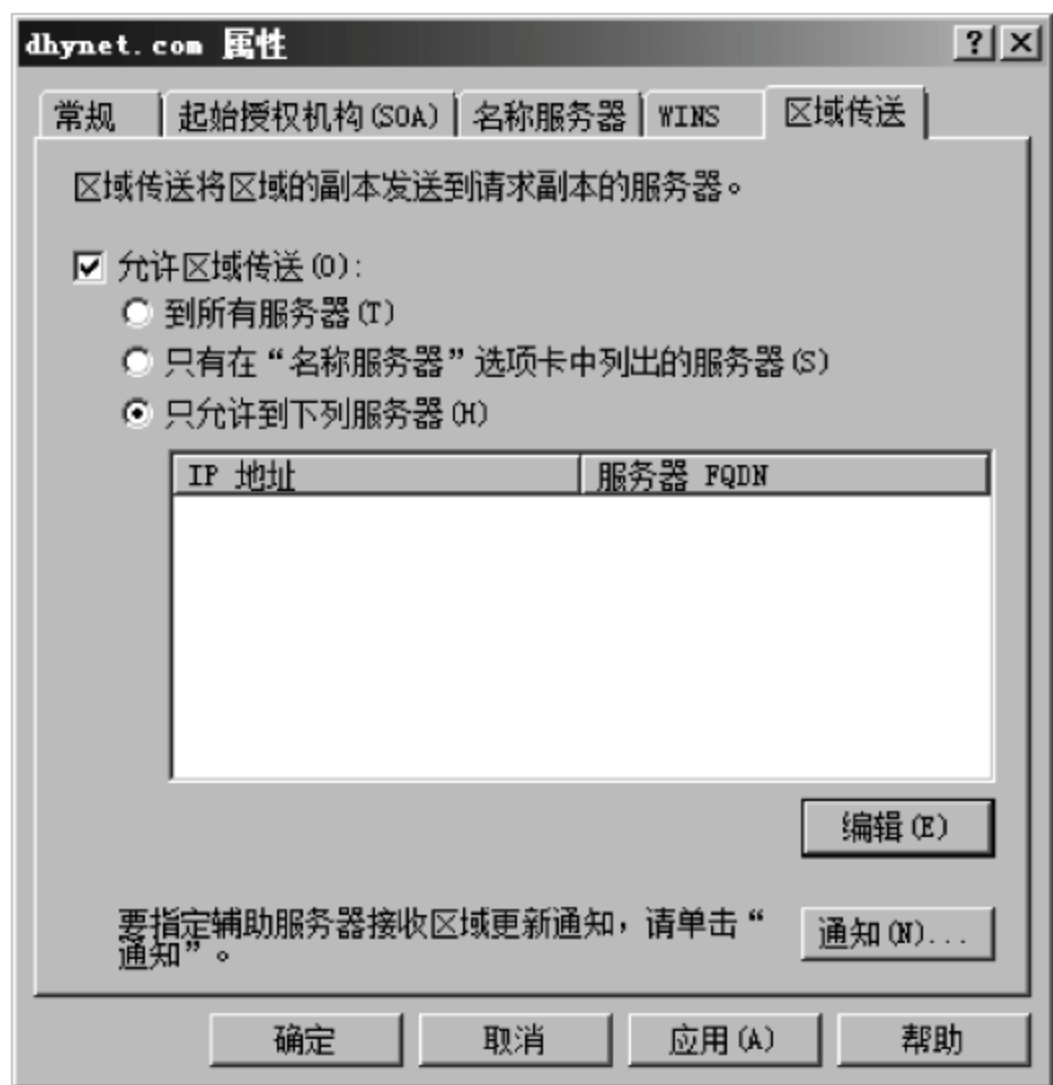 dhynet.com 属性
常规 起始授权机构(SOA) 名称服务器 WINS 区域传送
区域传送将区域的副本发送到请求副本的服务器。
允许区域传送(O):
到所有服务器(T)
只有在“名称服务器”选项卡中列出的服务器(S)
只允许到下列服务器(H)
IP 地址 服务器 FQDN
编辑(E)
要指定辅助服务器接收区域更新通知，请单击“
通知”。
通知(N)...
确定 取消 应用(A) 帮助